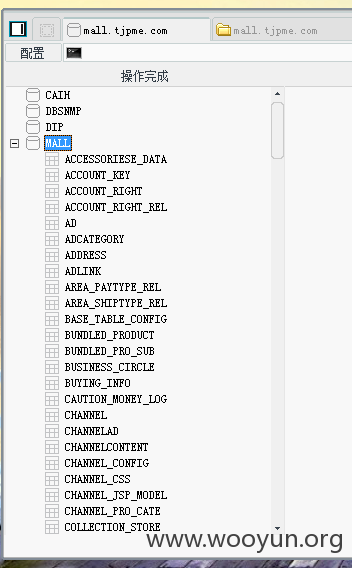 mall.tjpme.com
mall.tjpme.com
配置
操作完成
CAIH
DBSNMP
DIP
MALL
ACCESSORIESE_DATA
ACCOUNT_KEY
ACCOUNT_RIGHT
ACCOUNT_RIGHT_REL
AD
ADCATEGORY
ADDRESS
ADLINK
AREA_PAYTYPE_REL
AREA_SHIPTYPE_REL
BASE_TABLE_CONFIG
BUNDLED_PRODUCT
BUNDLED_PRO_SUB
BUSINESS_CIRCLE
BUYING_INFO
CAUTION_MONEY_LOG
CHANNEL
CHANNELAD
CHANNELCONTENT
CHANNEL_CONFIG
CHANNEL_CSS
CHANNEL_JSP_MODEL
CHANNEL_PRO_CATE
COLLECTION_STORE
www.wooyun.org